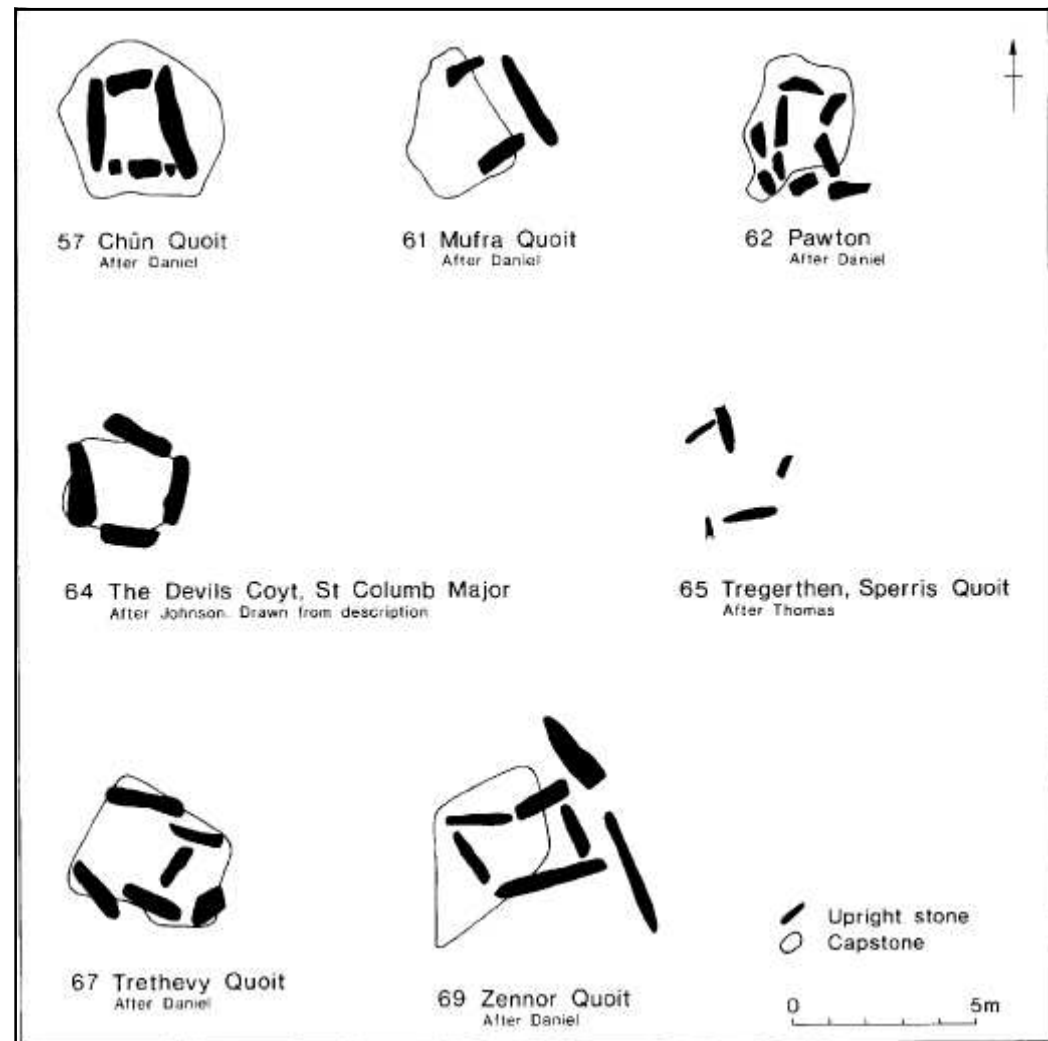 57 Chûn Quoit
After Daniel
61 Mufra Quoit
After Daniel
62 Pawton
After Daniel
64 The Devils Coyt, St Columb Major
After Johnson. Drawn from description
65 Tregerthen, Sperris Quoit
After Thomas
67 Trethevy Quoit
After Daniel
69 Zennor Quoit
After Daniel
Upright stone
Capstone
0 5m